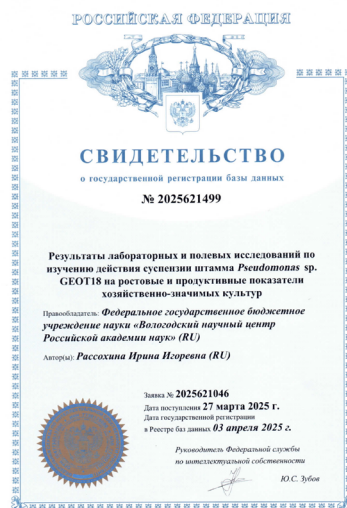 РОССИЙСКАЯ ФЕДЕРАЦИЯ
СВИДЕТЕЛЬСТВО
о государственной регистрации базы данных
№ 2025621499
Результаты лабораторных и полевых исследований по
изучению действия суспензии штамма Pseudomonas sp.
GEOT18 на ростовые и продуктивные показатели
хозяйственно-значимых культур
Правообладатель: Федеральное государственное бюджетное
учреждение науки «Вологодский научный центр
Российской академии наук» (RU)
Автор(ы): Рассохина Ирина Игоревна (RU)
Заявка № 2025621046
Дата поступления 27 марта 2025 г.
Дата государственной регистрации
в Реестре баз данных 03 апреля 2025 г.
Руководитель Федеральной службы
по интеллектуальной собственности
Ю.С. Зубов